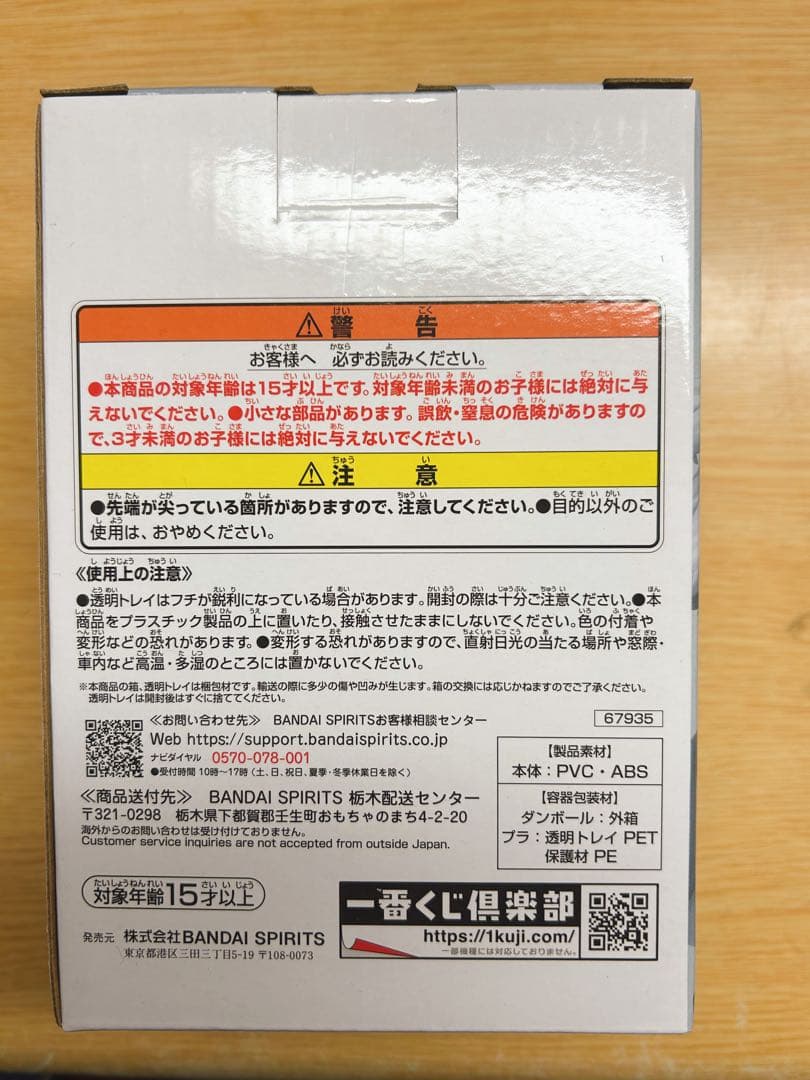 ⚠警告
お客様へ 必ずお読みください。
●本商品の対象年齢は15才以上です。対象年齢未満のお子様には絶対に与
えないでください。●小さな部品があります。誤飲・窒息の危険がありますの
で、3才未満のお子様には絶対に与えないでください。
⚠注意
●先端が尖っている箇所がありますので、注意してください。●目的以外のご
使用は、おやめください。
≪使用上の注意≫
●透明トレイはフチが鋭利になっている場合があります。開封の際は十分ご注意ください。●本
商品をプラスチック製品の上に置いたり、接触させたままにしないでください。色の付着や
変形などの恐れがあります。●変形する恐れがありますので、直射日光の当たる場所や窓際・
車内など高温・多湿のところには置かないでください。
※本商品の箱、透明トレイは梱包材です。輸送の際に多少の傷や凹みが生じます。箱の交換には応じかねますのでご了承ください。
透明トレイは開封後はすぐに捨ててください。
≪お問い合わせ先≫ BANDAI SPIRITSお客様相談センター
Web https://support.bandaispirits.co.jp
ナビダイヤル 0570-078-001
●受付時間 10時〜17時(土、日、祝日、夏季・冬季休業日を除く)
67935
【製品素材】
本体:PVC・ABS
【容器包装材】
ダンボール:外箱
プラ:透明トレイ PET
保護材 PE
≪商品送付先≫ BANDAI SPIRITS 栃木配送センター
〒321-0298 栃木県下都賀郡壬生町おもちゃのまち4-2-20
海外からのお問い合わせは受け付けておりません。
Customer service inquiries are not accepted from outside Japan.
対象年齢15才以上
発売元 株式会社BANDAI SPIRITS
東京都港区三田三丁目5-19 〒108-0073
一番くじ倶楽部
https://1kuji.com/
一部機種には対応しておりません。